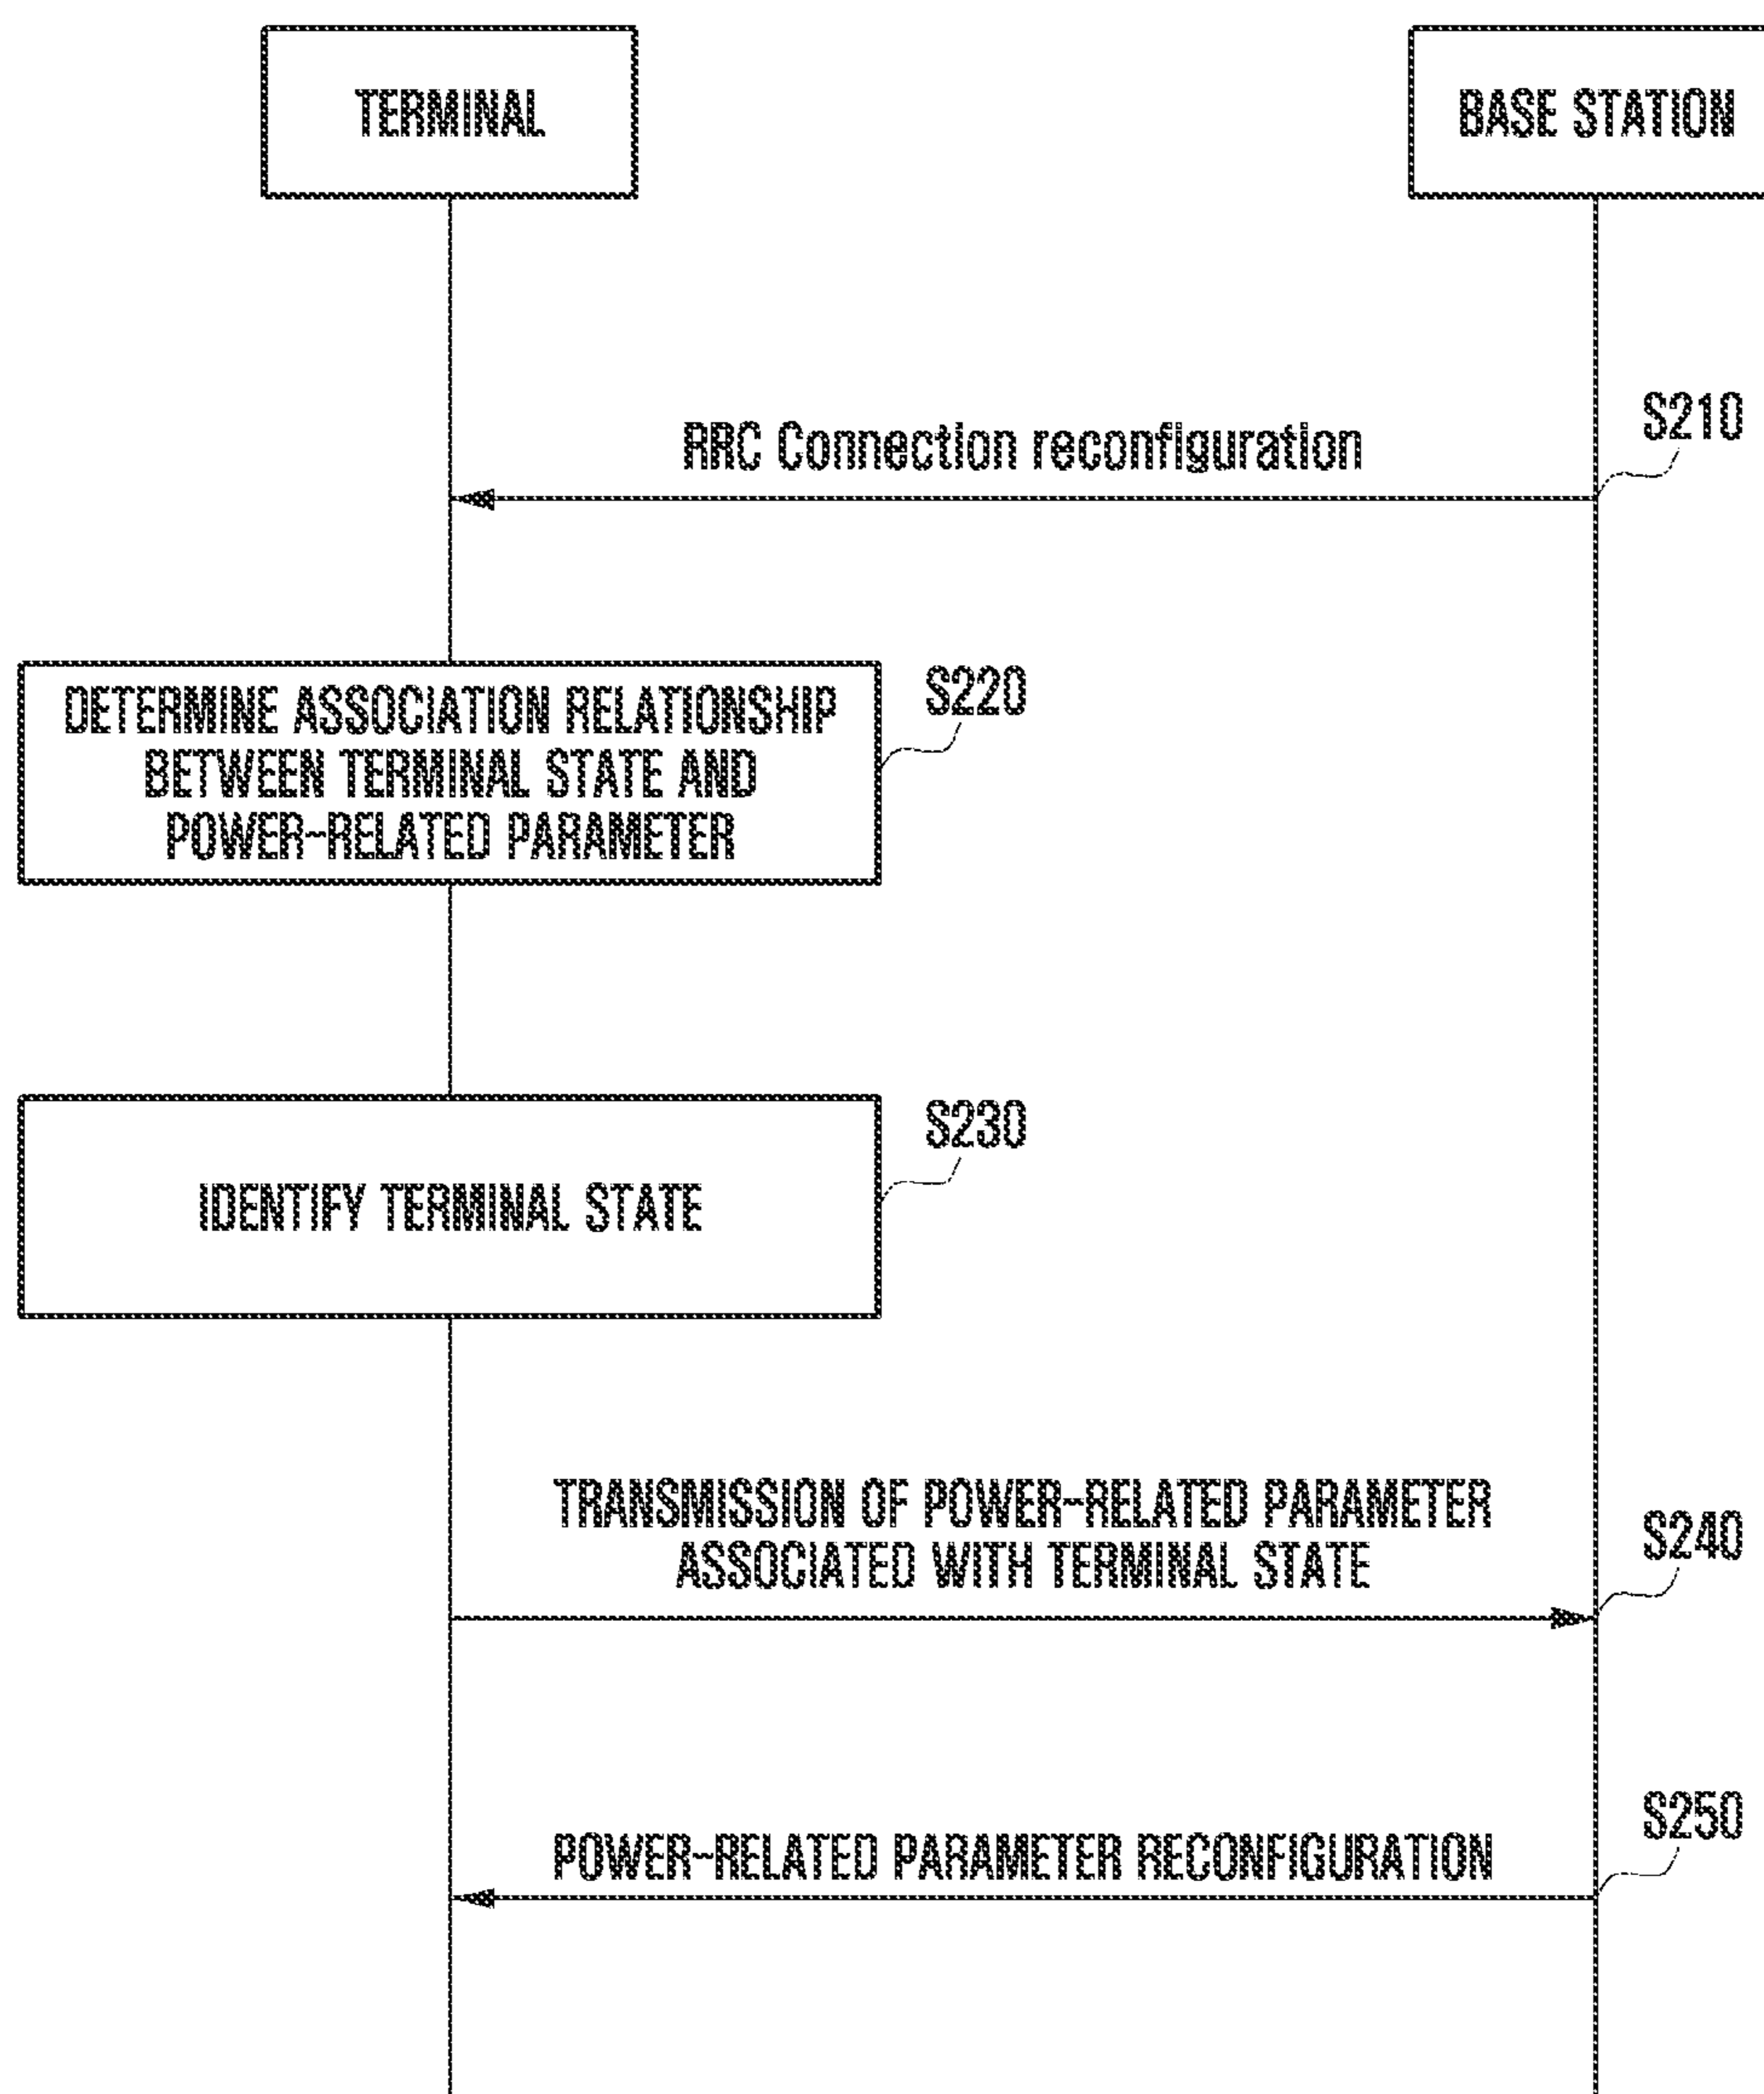 TERMINAL
BASE STATION
S210
RRC Connection reconfiguration
S220
DETERMINE ASSOCIATION RELATIONSHIP
BETWEEN TERMINAL STATE AND
POWER-RELATED PARAMETER
S230
IDENTIFY TERMINAL STATE
TRANSMISSION OF POWER-RELATED PARAMETER
ASSOCIATED WITH TERMINAL STATE
S240
S250
POWER-RELATED PARAMETER RECONFIGURATION